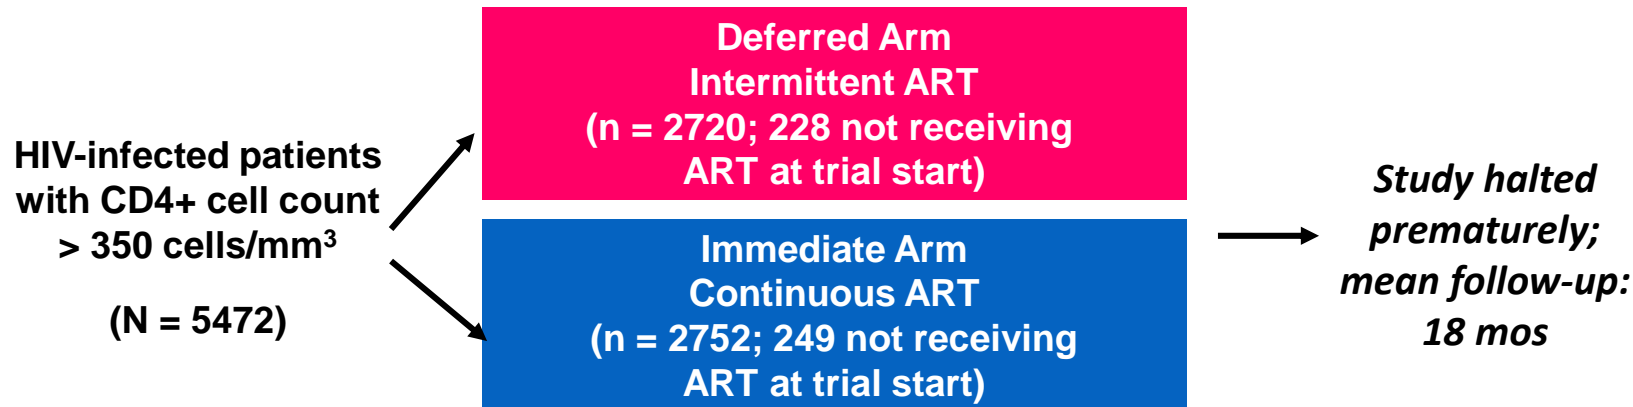 HIV-infected patients
with CD4+ cell count
> 350 cells/mm³
(N = 5472)
Deferred Arm
Intermittent ART
(n = 2720; 228 not receiving
ART at trial start)
Immediate Arm
Continuous ART
(n = 2752; 249 not receiving
ART at trial start)
Study halted
prematurely;
mean follow-up:
18 mos